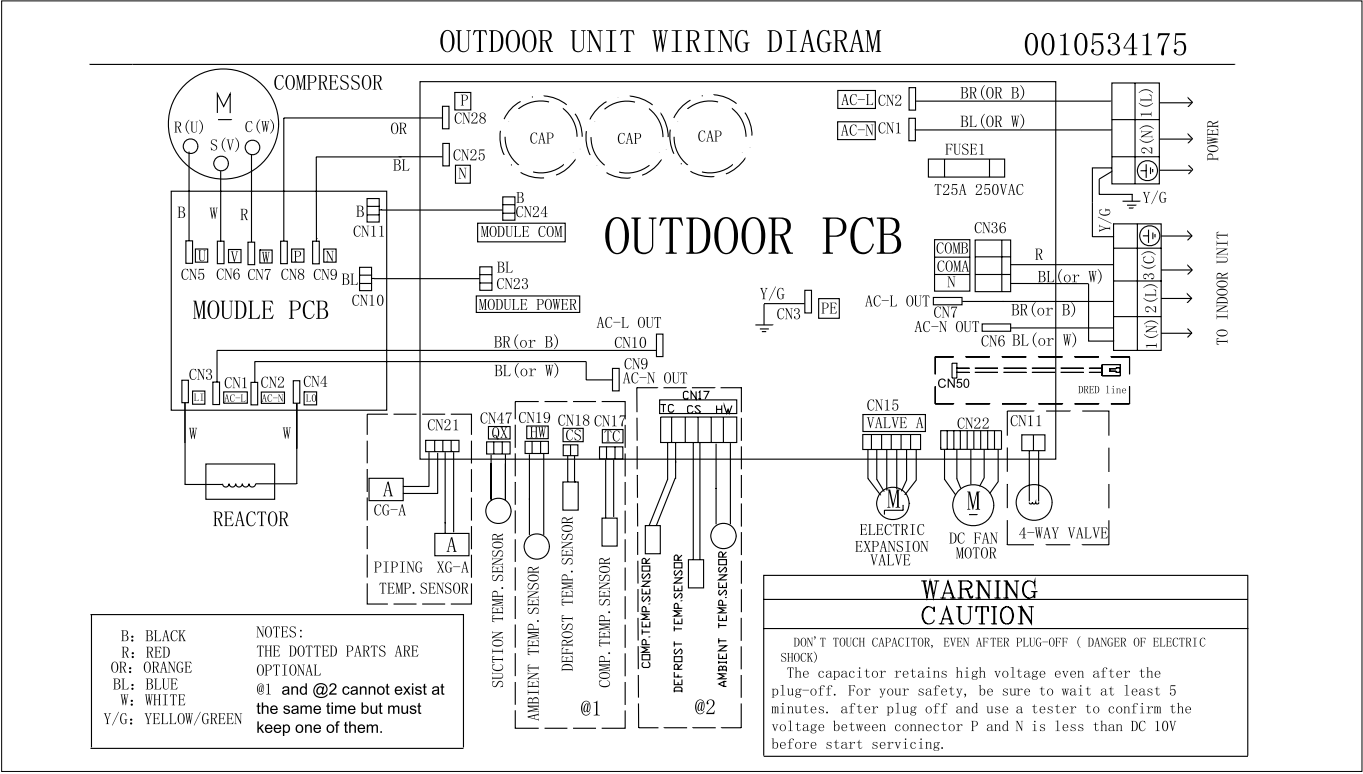 OUTDOOR UNIT WIRING DIAGRAM
0010534175
COMPRESSOR
M
R(U)
S(V)
C(W)
P
CN28
OR
CN25
BL
N
CAP
CAP
CAP
AC-L CN2
BR(OR B)
AC-N CN1
BL(OR W)
FUSE1
T25A 250VAC
1(L)
2(N)
POWER
Y/G
Y/G
B
W
R
CN5
U
CN6
V
CN7
W
CN8
P
CN9
N
MOUDLE PCB
B
CN11
B
CN24
MODULE COM
BL
CN10
BL
CN23
MODULE POWER
OUTDOOR PCB
Y/G
CN3
PE
CN36
COMB
COMA
N
R
BL(or W)
AC-L OUT
CN7
BR(or B)
AC-N OUT
CN6
BL(or W)
3(C)
2(L)
1(N)
TO INDOOR UNIT
AC-L OUT
BR(or B)
CN10
BL(or W)
CN9
AC-N OUT
CN3
L1
CN1
AC-L
CN2
AC-N
CN4
L0
W
W
REACTOR
CN50
DRED line
CN21
A
CG-A
A
PIPING XG-A
TEMP.SENSOR
CN47
QX
SUCTION TEMP.SENSOR
CN19
HW
AMBIENT TEMP.SENSOR
CN18
CS
DEFROST TEMP.SENSOR
CN17
TC
COMP.TEMP.SENSOR
@1
CN17
TC CS HW
COMP.TEMP.SENSOR
DEFROST TEMP.SENSOR
AMBIENT TEMP.SENSOR
@2
CN15
VALVE A
M
ELECTRIC
EXPANSION
VALVE
CN22
M
DC FAN
MOTOR
CN11
4-WAY VALVE
B: BLACK
R: RED
OR: ORANGE
BL: BLUE
W: WHITE
Y/G: YELLOW/GREEN
NOTES:
THE DOTTED PARTS ARE
OPTIONAL
@1 and @2 cannot exist at
the same time but must
keep one of them.
WARNING
CAUTION
DON'T TOUCH CAPACITOR, EVEN AFTER PLUG-OFF ( DANGER OF ELECTRIC
SHOCK)
The capacitor retains high voltage even after the
plug-off. For your safety, be sure to wait at least 5
minutes. after plug off and use a tester to confirm the
voltage between connector P and N is less than DC 10V
before start servicing.